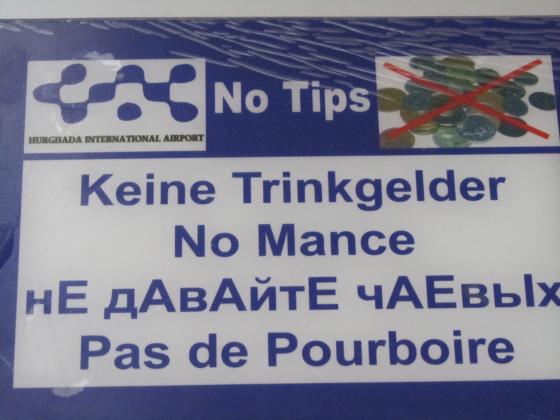 No Tips
HURGHADA INTERNATIONAL AIRPORT
Keine Trinkgelder
No Mance
нЕ дАвАйтЕ чАЕвыХ
Pas de Pourboire